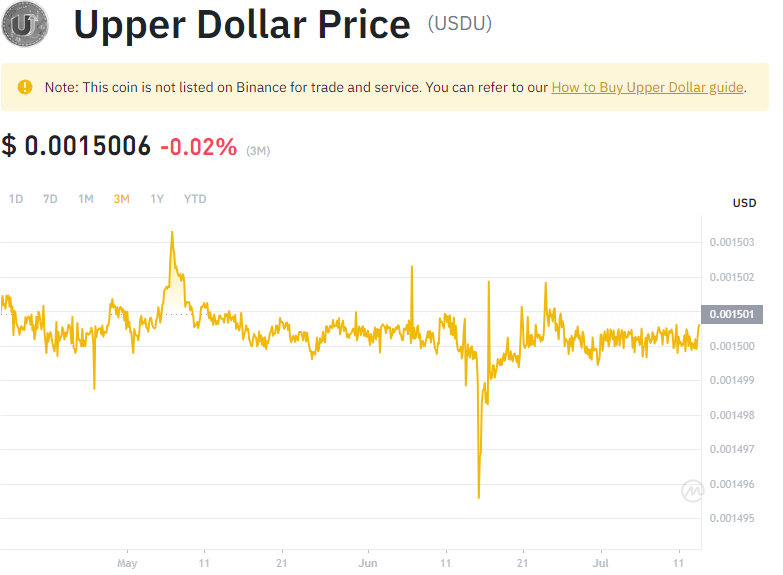 Upper Dollar Price (USDU)
Note: This coin is not listed on Binance for trade and service. You can refer to our How to Buy Upper Dollar guide.
$ 0.0015006 -0.02% (3M)
1D 7D 1M 3M 1Y YTD
USD
0.001503
0.001502
0.001501
0.001500
0.001499
0.001498
0.001497
0.001496
0.001495
May 11 21 Jun 11 21 Jul 11